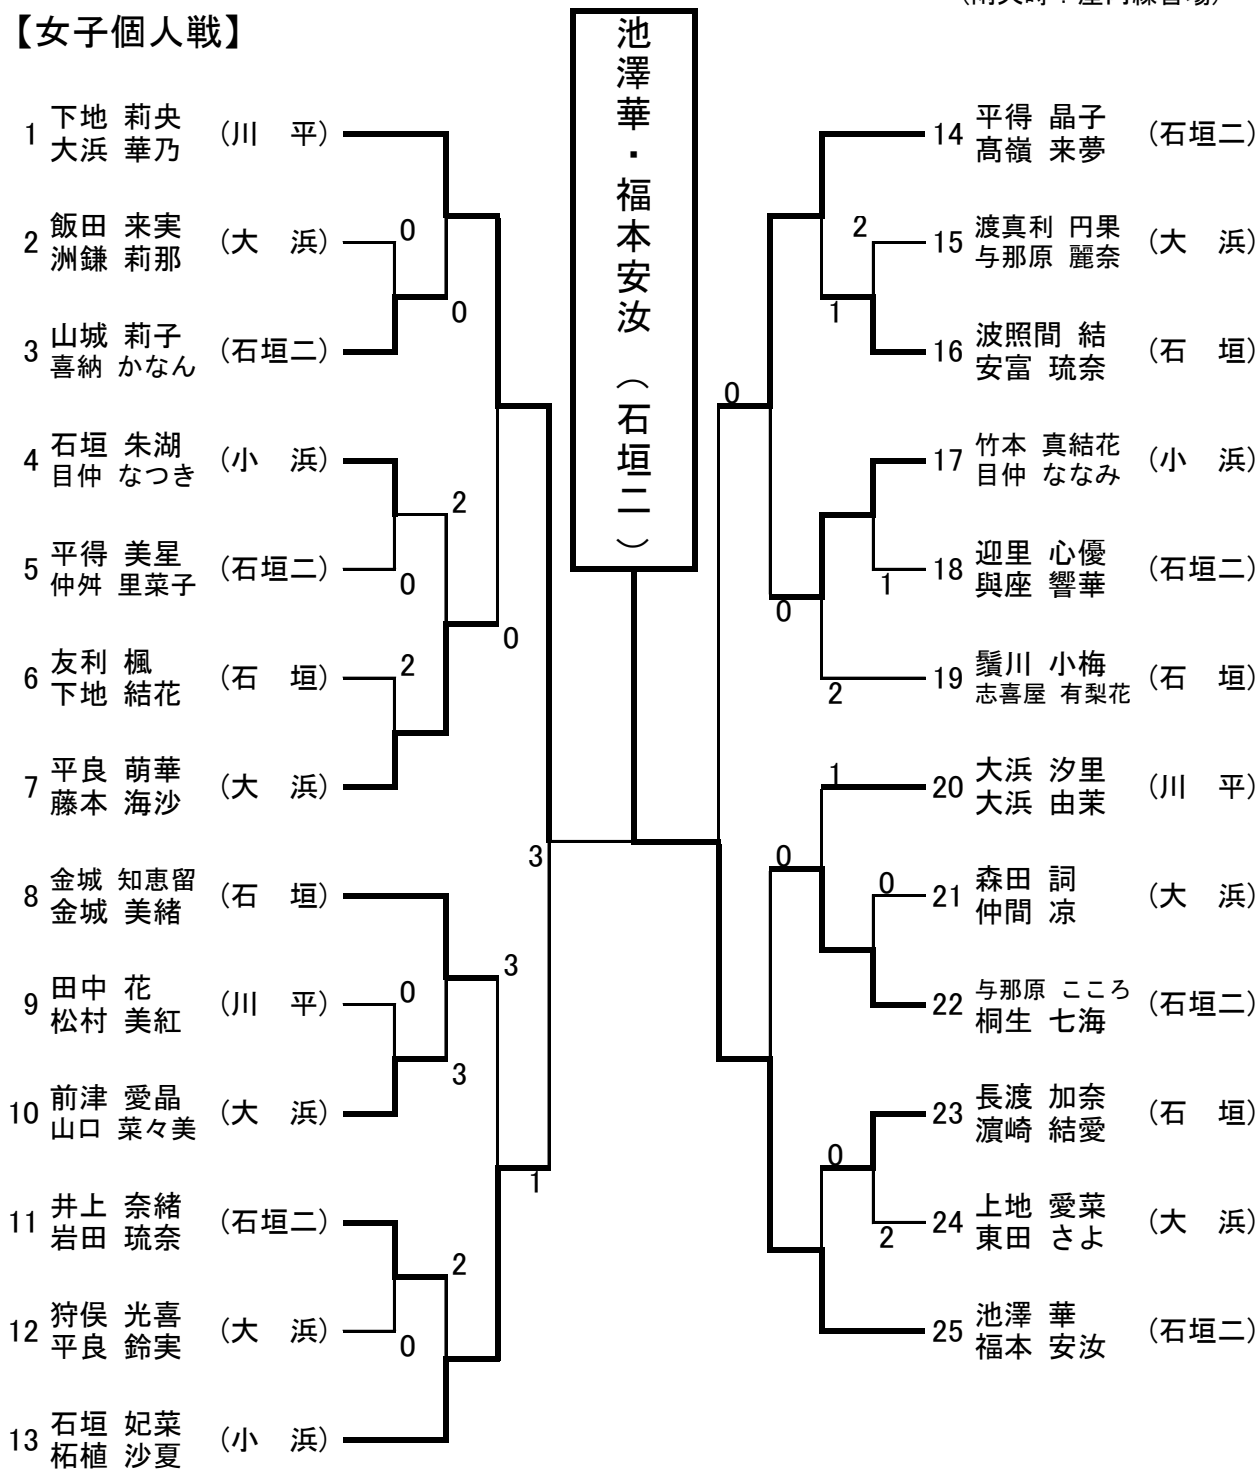 【女子個人戦】
池澤華・福本安汝（石垣二）
1 下地 莉央 大浜 華乃 （川 平）
2 飯田 来実 洲鎌 莉那 （大 浜）
0
3 山城 莉子 喜納 かなん （石垣二）
0
4 石垣 朱湖 目仲 なつき （小 浜）
2
5 平得 美星 仲舛 里菜子 （石垣二）
0
0
6 友利 楓 下地 結花 （石 垣）
2
7 平良 萌華 藤本 海沙 （大 浜）
3
8 金城 知恵留 金城 美緒 （石 垣）
3
9 田中 花 松村 美紅 （川 平）
0
3
10 前津 愛晶 山口 菜々美 （大 浜）
1
11 井上 奈緒 岩田 琉奈 （石垣二）
2
12 狩俣 光喜 平良 鈴実 （大 浜）
0
13 石垣 妃菜 柘植 沙夏 （小 浜）
14 平得 晶子 髙嶺 来夢 （石垣二）
2
15 渡真利 円果 与那原 麗奈 （大 浜）
1
16 波照間 結 安富 琉奈 （石 垣）
0
17 竹本 真結花 目仲 ななみ （小 浜）
18 迎里 心優 與座 響華 （石垣二）
1
0
19 鬚川 小梅 志喜屋 有梨花 （石 垣）
2
1
20 大浜 汐里 大浜 由茉 （川 平）
0
0
21 森田 詞 仲間 凉 （大 浜）
22 与那原 こころ 桐生 七海 （石垣二）
23 長渡 加奈 濵崎 結愛 （石 垣）
0
24 上地 愛菜 東田 さよ （大 浜）
2
25 池澤 華 福本 安汝 （石垣二）